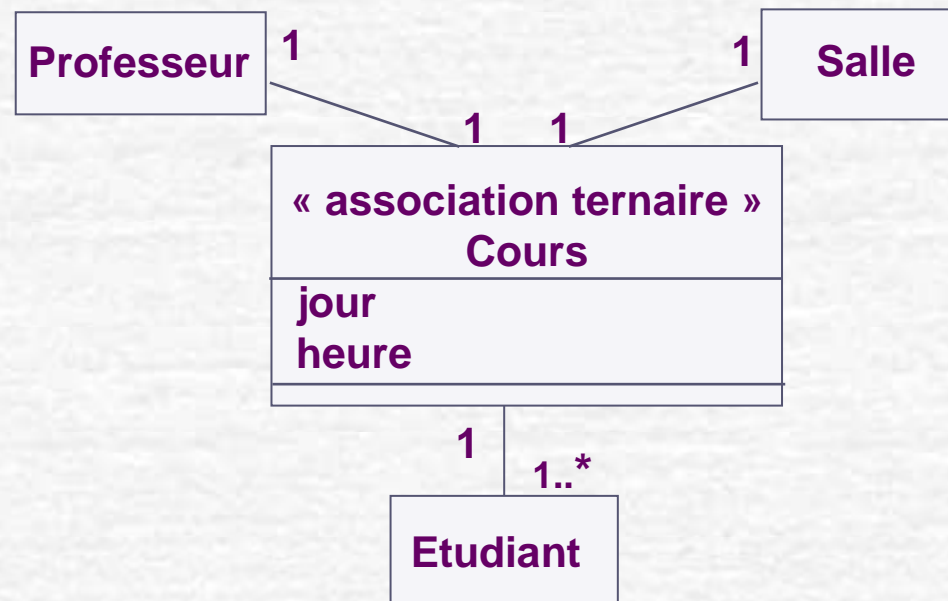 Professeur
1
1
Salle
1
1
« association ternaire »
Cours
jour
heure
1
1..*
Etudiant